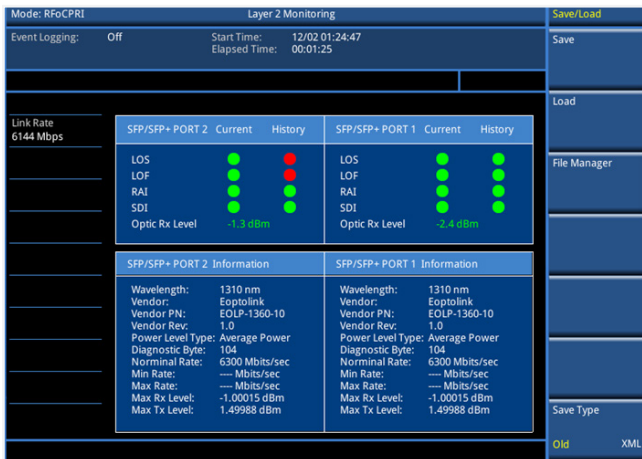 Mode: RFoCPRI Layer 2 Monitoring Save/Load
Event Logging: Off Start Time: 12/02 01:24:47
Elapsed Time: 00:01:25
Save
Load
File Manager
Save Type
Old XML
Link Rate
6144 Mbps
SFP/SFP+ PORT 2 Current History SFP/SFP+ PORT 1 Current History
LOS LOS
LOF LOF
RAI RAI
SDI SDI
Optic Rx Level -1.3 dBm Optic Rx Level -2.4 dBm
SFP/SFP+ PORT 2 Information SFP/SFP+ PORT 1 Information
Wavelength: 1310 nm Wavelength: 1310 nm
Vendor: Eoptolink Vendor: Eoptolink
Vendor PN: EOLP-1360-10 Vendor PN: EOLP-1360-10
Vendor Rev: 1.0 Vendor Rev: 1.0
Power Level Type: Average Power Power Level Type: Average Power
Diagnostic Byte: 104 Diagnostic Byte: 104
Norminal Rate: 6300 Mbits/sec Norminal Rate: 6300 Mbits/sec
Min Rate: ---- Mbits/sec Min Rate: ---- Mbits/sec
Max Rate: ---- Mbits/sec Max Rate: ---- Mbits/sec
Max Rx Level: -1.00015 dBm Max Rx Level: -1.00015 dBm
Max Tx Level: 1.49988 dBm Max Tx Level: 1.49988 dBm